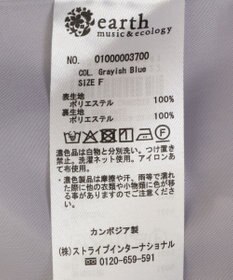 earth
music&ecology
NO. 01000003700
COL. Grayish Blue
SIZE F
表生地
ポリエステル 100%
裏生地
ポリエステル 100%
濃色品は白物と分別洗い。つけ置き
禁止。洗濯ネット使用。アイロンあ
て布使用。
・濃色製品は摩擦や汗、雨等で濡れ
た際に他の衣類や小物類に色が移
る事がありますのでご注意くださ
い。
カンボジア製
(株)ストライプインターナショナル
☎0120-659-591